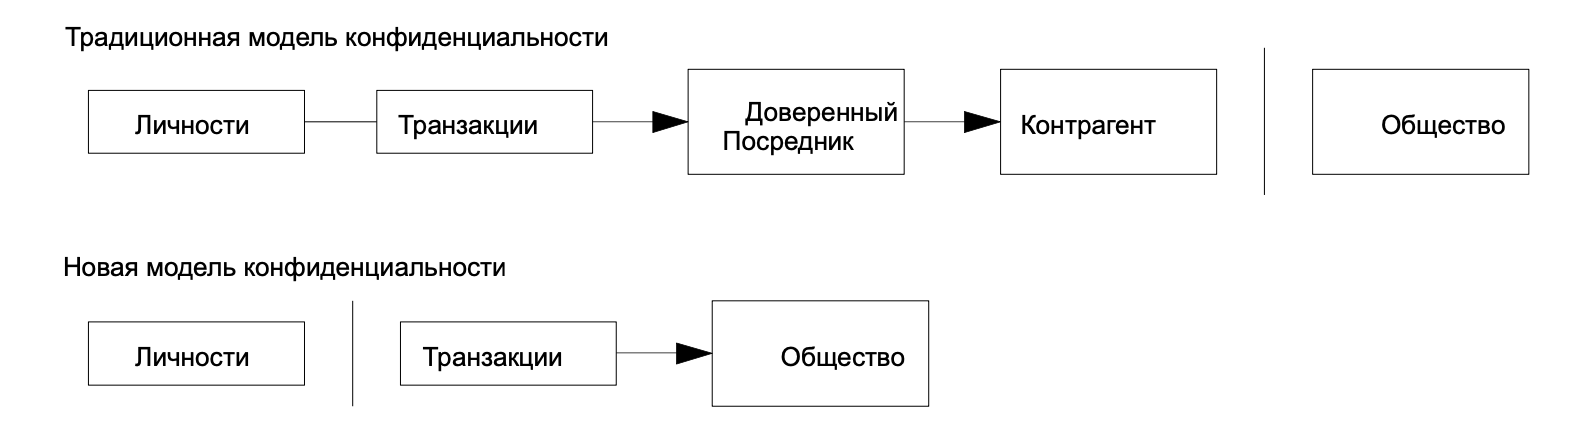 Традиционная модель конфиденциальности
Личности
Транзакции
Доверенный
Посредник
Контрагент
Общество
Новая модель конфиденциальности
Личности
Транзакции
Общество